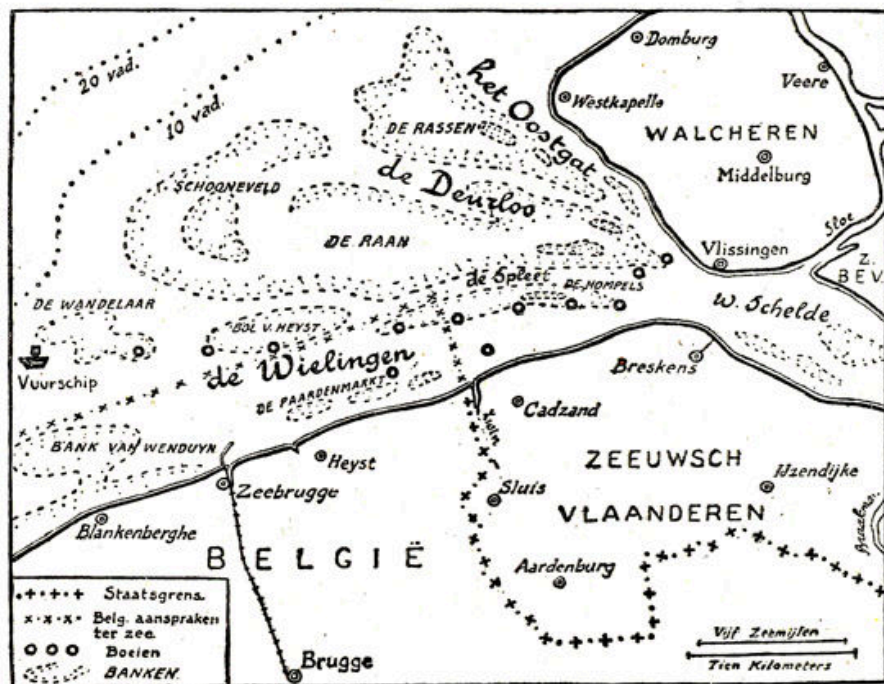 20 vad.
10 vad.
het Oostgat
Domburg
Veere
Westkapelle
WALCHEREN
DE RASSEN
Middelburg
SCHOONEVELD
de Deurloo
DE RAAN
Sloe
Vlissingen
Z.
BEV.
de Spleet
DE HOMPELS
W. Schelde
DE WANDELAAR
BOL V. HEYST
Vuurschip
de Wielingen
DE PAARDENMARKT
Breskens
Cadzand
BANK VAN WENDUYN
Heyst
ZEEUWSCH
Zeebrugge
Sluis
IJzendijke
VLAANDEREN
Blankenberghe
BELGIË
Aardenburg
Staatsgrens.
Belg. aanspraken
ter zee.
Boeien
BANKEN.
Brugge
Vijf Zeemijlen
Tien Kilometers